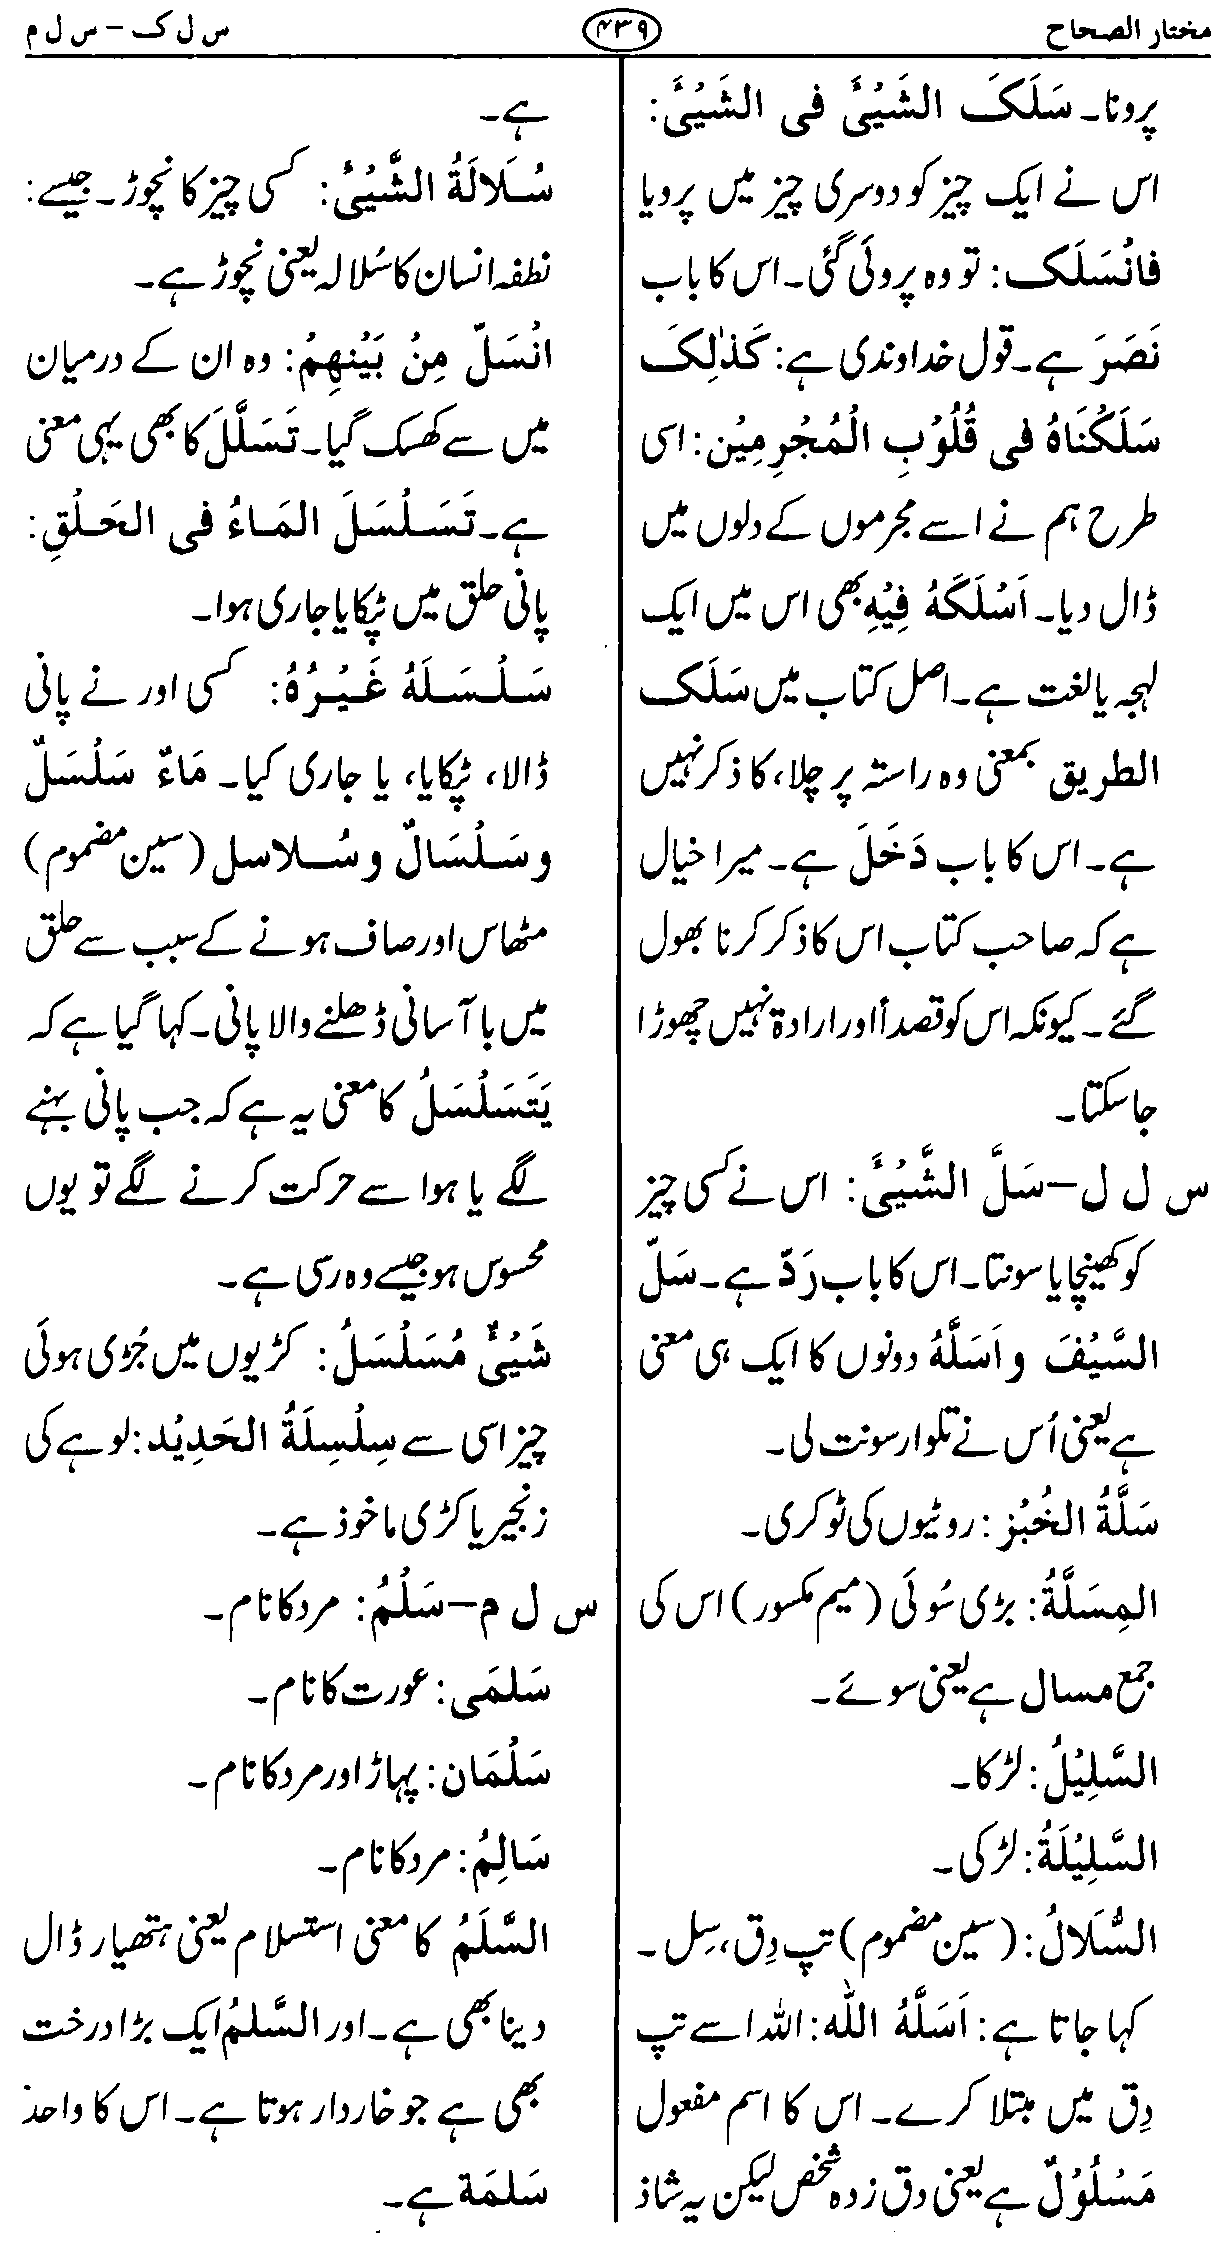 مختار الصحاح
۴۳۹
س ل ک – س ل م
پرونا۔ سَلَکَ الشَیْئَ فی الشَیْئَ:
اس نے ایک چیز کو دوسری چیز میں پرودیا
فانْسَلَک: تو وہ پروئی گئی۔ اس کا باب
نَصَرَ ہے۔ قول خداوندی ہے: کَذٰلِکَ
سَلَکْنَاہُ فی قُلُوْبِ الْمُجْرِمِیْن: اسی
طرح ہم نے اسے مجرموں کے دلوں میں
ڈال دیا۔ اَسْلَکَهُ فِیْهِ بھی اس میں ایک
لہجہ یا لغت ہے۔ اصل کتاب میں سَلَک
الطریق بمعنی وہ راستہ پر چلا، کا ذکر نہیں
ہے۔ اس کا باب دَخَلَ ہے۔ میرا خیال
ہے کہ صاحب کتاب اس کا ذکر کرنا بھول
گئے۔ کیونکہ اس کو قصداً اور ارادۃ نہیں چھوڑا
جا سکتا۔
س ل ل – سَلَّ الشَّیْئَ: اس نے کسی چیز
کو کھینچا یا سونتا۔ اس کا باب رَدّ ہے۔ سَلّ
السَّیْفَ و اَسَلَّهُ دونوں کا ایک ہی معنی
ہے یعنی اُس نے تلوار سونت لی۔
سَلَّةُ الخُبْز: روٹیوں کی ٹوکری۔
المِسَلَّةُ: بڑی سُوئی (میم مکسور) اس کی
جمع مسال ہے یعنی سوئے۔
السَّلِیْلُ: لڑکا۔
السَّلِیْلَةُ: لڑکی۔
السُّلَالُ: (سین مضموم) تپ دِق، سِل۔
کہا جاتا ہے: اَسَلَّهُ اللّٰه: اللہ اسے تپ
دِق میں مبتلا کرے۔ اس کا اسم مفعول
مَسْلُوْلٌ ہے یعنی دق زدہ شخص لیکن یہ شاذ
ہے۔
سُلَالَةُ الشَّیْئُ: کسی چیز کا نچوڑ۔ جیسے:
نطفہ انسان کا سُلالہ یعنی نچوڑ ہے۔
انْسَلّ مِنْ بَیْنِهِمْ: وہ ان کے درمیان
میں سے کھسک گیا۔ تَسَلَّلَ کا بھی یہی معنی
ہے۔ تَسَلْسَلَ المَاءُ فی الحَلْقِ:
پانی حلق میں ٹپکا یا جاری ہوا۔
سَلْسَلَهُ غَیْرُهُ: کسی اور نے پانی
ڈالا، ٹپکایا، یا جاری کیا۔ مَاءٌ سَلْسَلٌ
و سَلْسَالٌ و سُلاسل (سین مضموم)
مٹھاس اور صاف ہونے کے سبب سے حلق
میں با آسانی ڈھلنے والا پانی۔ کہا گیا ہے کہ
یَتَسَلْسَلُ کا معنی یہ ہے کہ جب پانی بہنے
لگے یا ہوا سے حرکت کرنے لگے تو یوں
محسوس ہو جیسے وہ رسی ہے۔
شَیْئٌ مُسَلْسَلُ: کڑیوں میں جُڑی ہوئی
چیز اسی سے سِلْسِلَةُ الحَدِیْد: لوہے کی
زنجیر یا کڑی ماخوذ ہے۔
س ل م – سَلْمُ: مرد کا نام۔
سَلمَی: عورت کا نام۔
سَلْمَان: پہاڑ اور مرد کا نام۔
سَالِمُ: مرد کا نام۔
السَّلَمُ کا معنی استسلام یعنی ہتھیار ڈال
دینا بھی ہے۔ اور السَّلمُ ایک بڑا درخت
بھی ہے جو خاردار ہوتا ہے۔ اس کا واحد
سَلمَة ہے۔